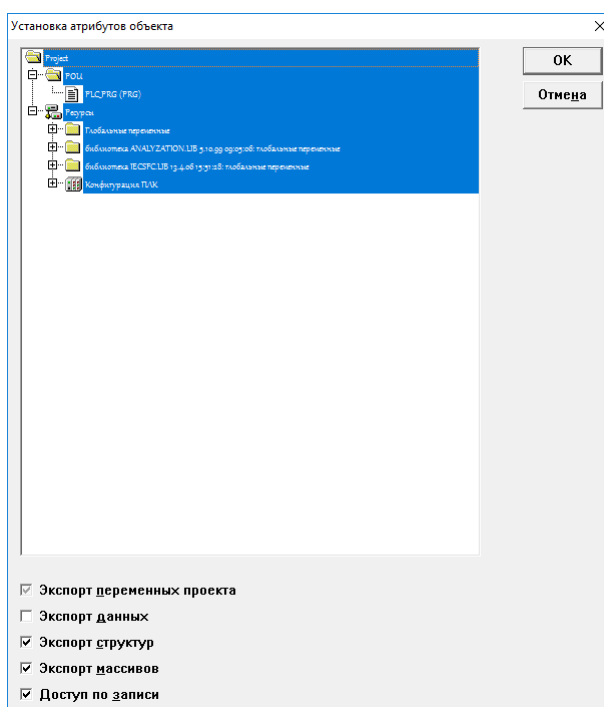 Установка атрибутов объекта
Project
POU
PLC_PRG (PRG)
Ресурсы
Глобальные переменные
библиотека ANALYZATION.LIB 5.10.99 09:05:08: глобальные переменные
библиотека IECSFC.LIB 13.4.06 15:51:28: глобальные переменные
Конфигурация ПЛК
OK
Отмена
Экспорт переменных проекта
Экспорт данных
Экспорт структур
Экспорт массивов
Доступ по записи